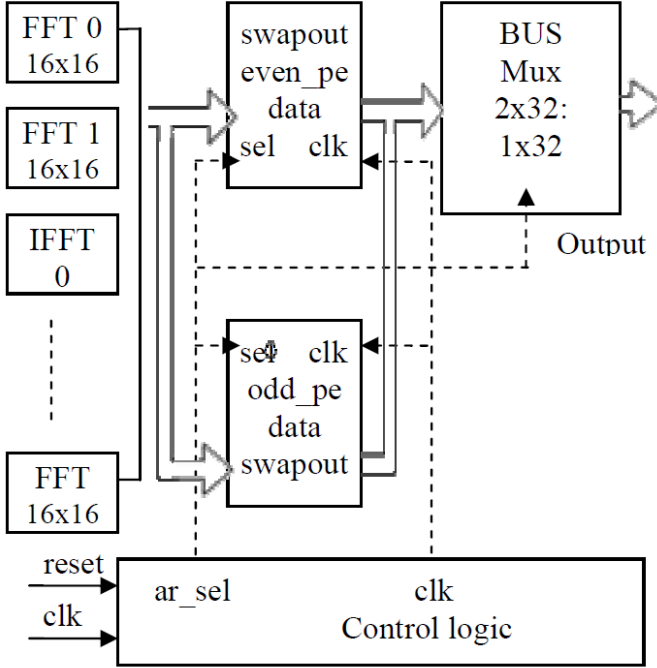 FFT 0
16x16
FFT 1
16x16
IFFT
0
FFT
16x16
swapout
even_pe
data
sel clk
BUS
Mux
2x32:
1x32
Output
sel clk
odd_pe
data
swapout
reset
clk
ar_sel clk
Control logic